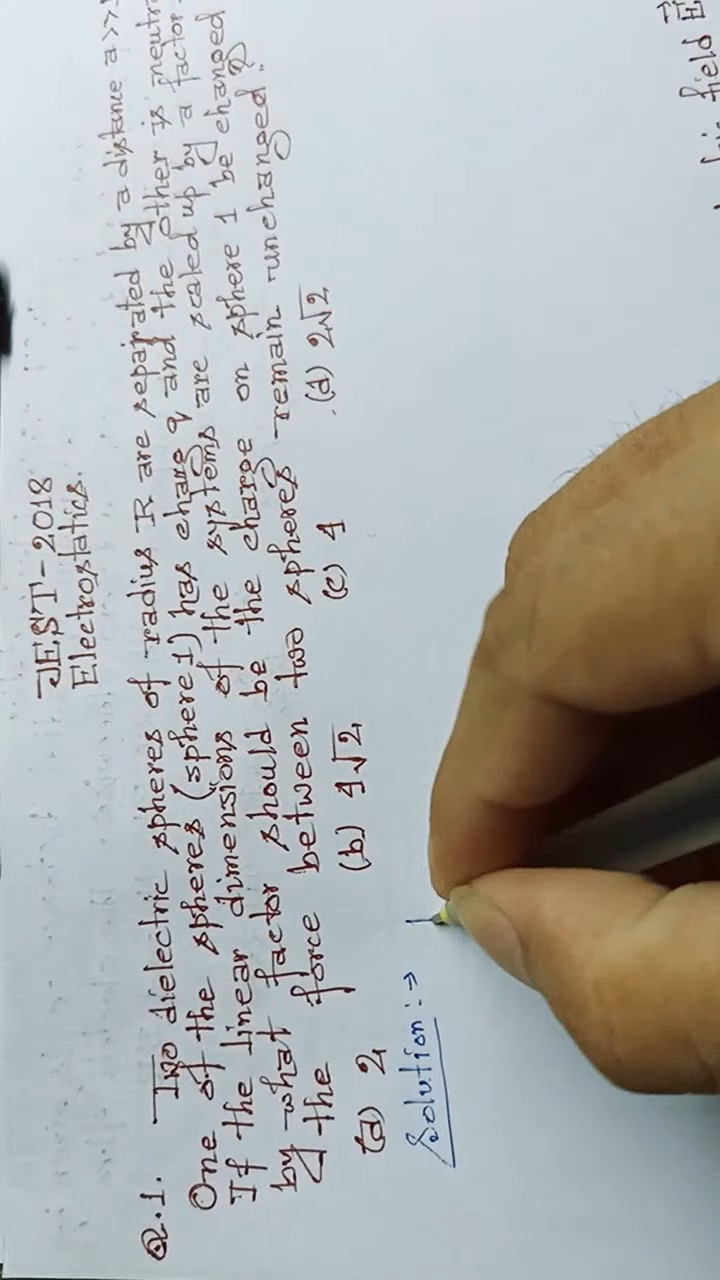 JEST-2018
Electrostatics.
Q.1. Two dielectric spheres of radius R are separated by a distance a>>
One of the spheres (sphere 1) has charg q and the other is neutr
If the linear dimensions of the systems are scaled up by a factor
by what factor should be the charge on sphere 1 be changed
the force between two spheres remain unchanged?
(a) 2 (b) 4√2 (c) 4 (d) 2√2
Solution :→
field E